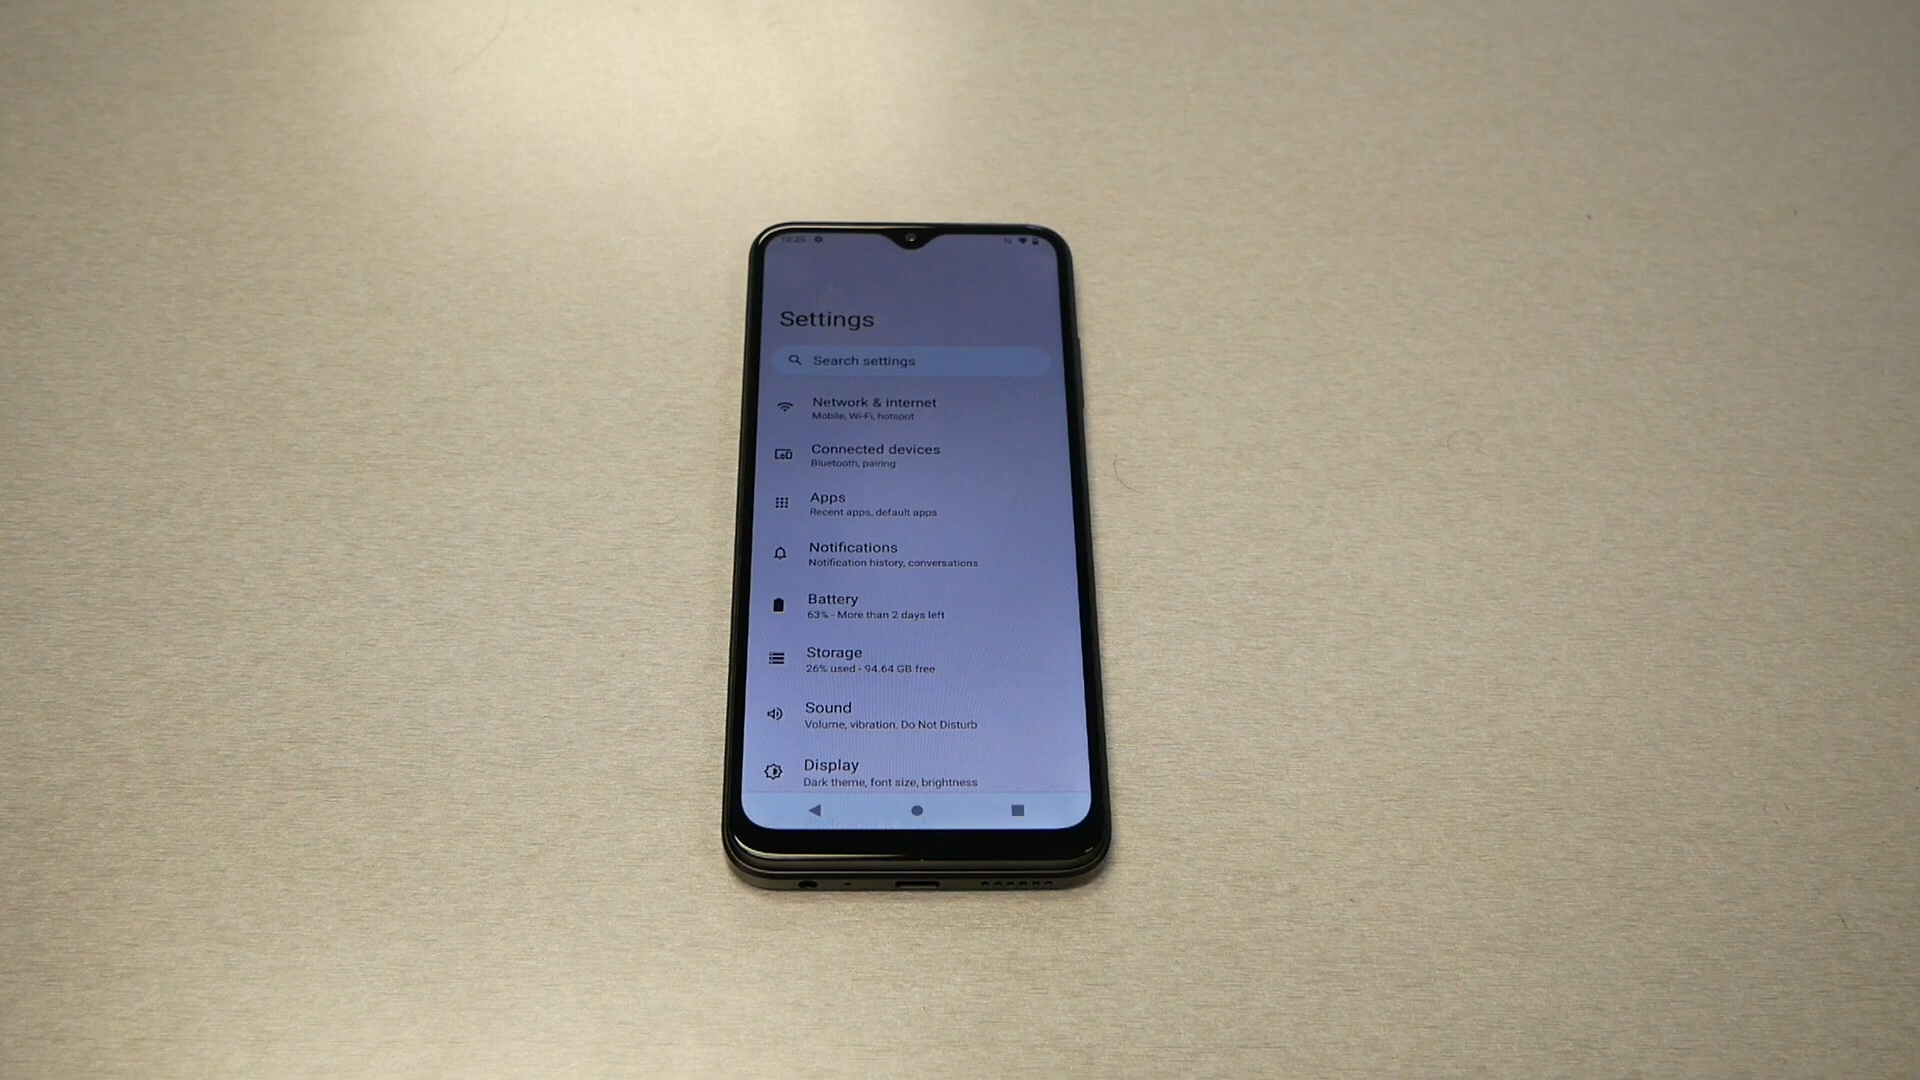 10:25
Settings
Search settings
Network & internet
Mobile, Wi-Fi, hotspot
Connected devices
Bluetooth, pairing
Apps
Recent apps, default apps
Notifications
Notification history, conversations
Battery
63% - More than 2 days left
Storage
26% used - 94.64 GB free
Sound
Volume, vibration, Do Not Disturb
Display
Dark theme, font size, brightness